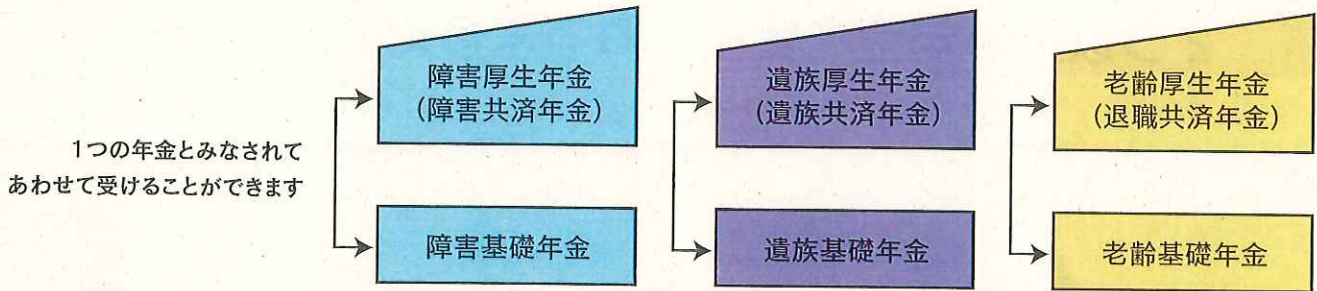 障害厚生年金
(障害共済年金)
遺族厚生年金
(遺族共済年金)
老齢厚生年金
(退職共済年金)
1つの年金とみなされて
あわせて受けることができます
障害基礎年金
遺族基礎年金
老齢基礎年金